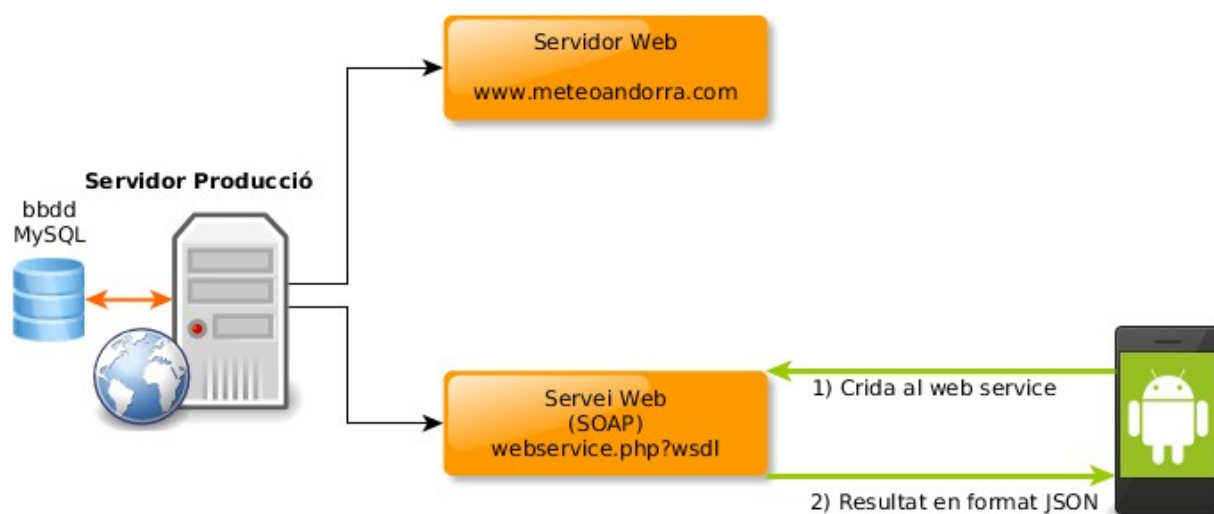 Servidor Web
www.meteoandorra.com
Servidor Producció
bbdd
MySQL
Servei Web
(SOAP)
webservice.php?wsdl
1) Crida al web service
2) Resultat en format JSON